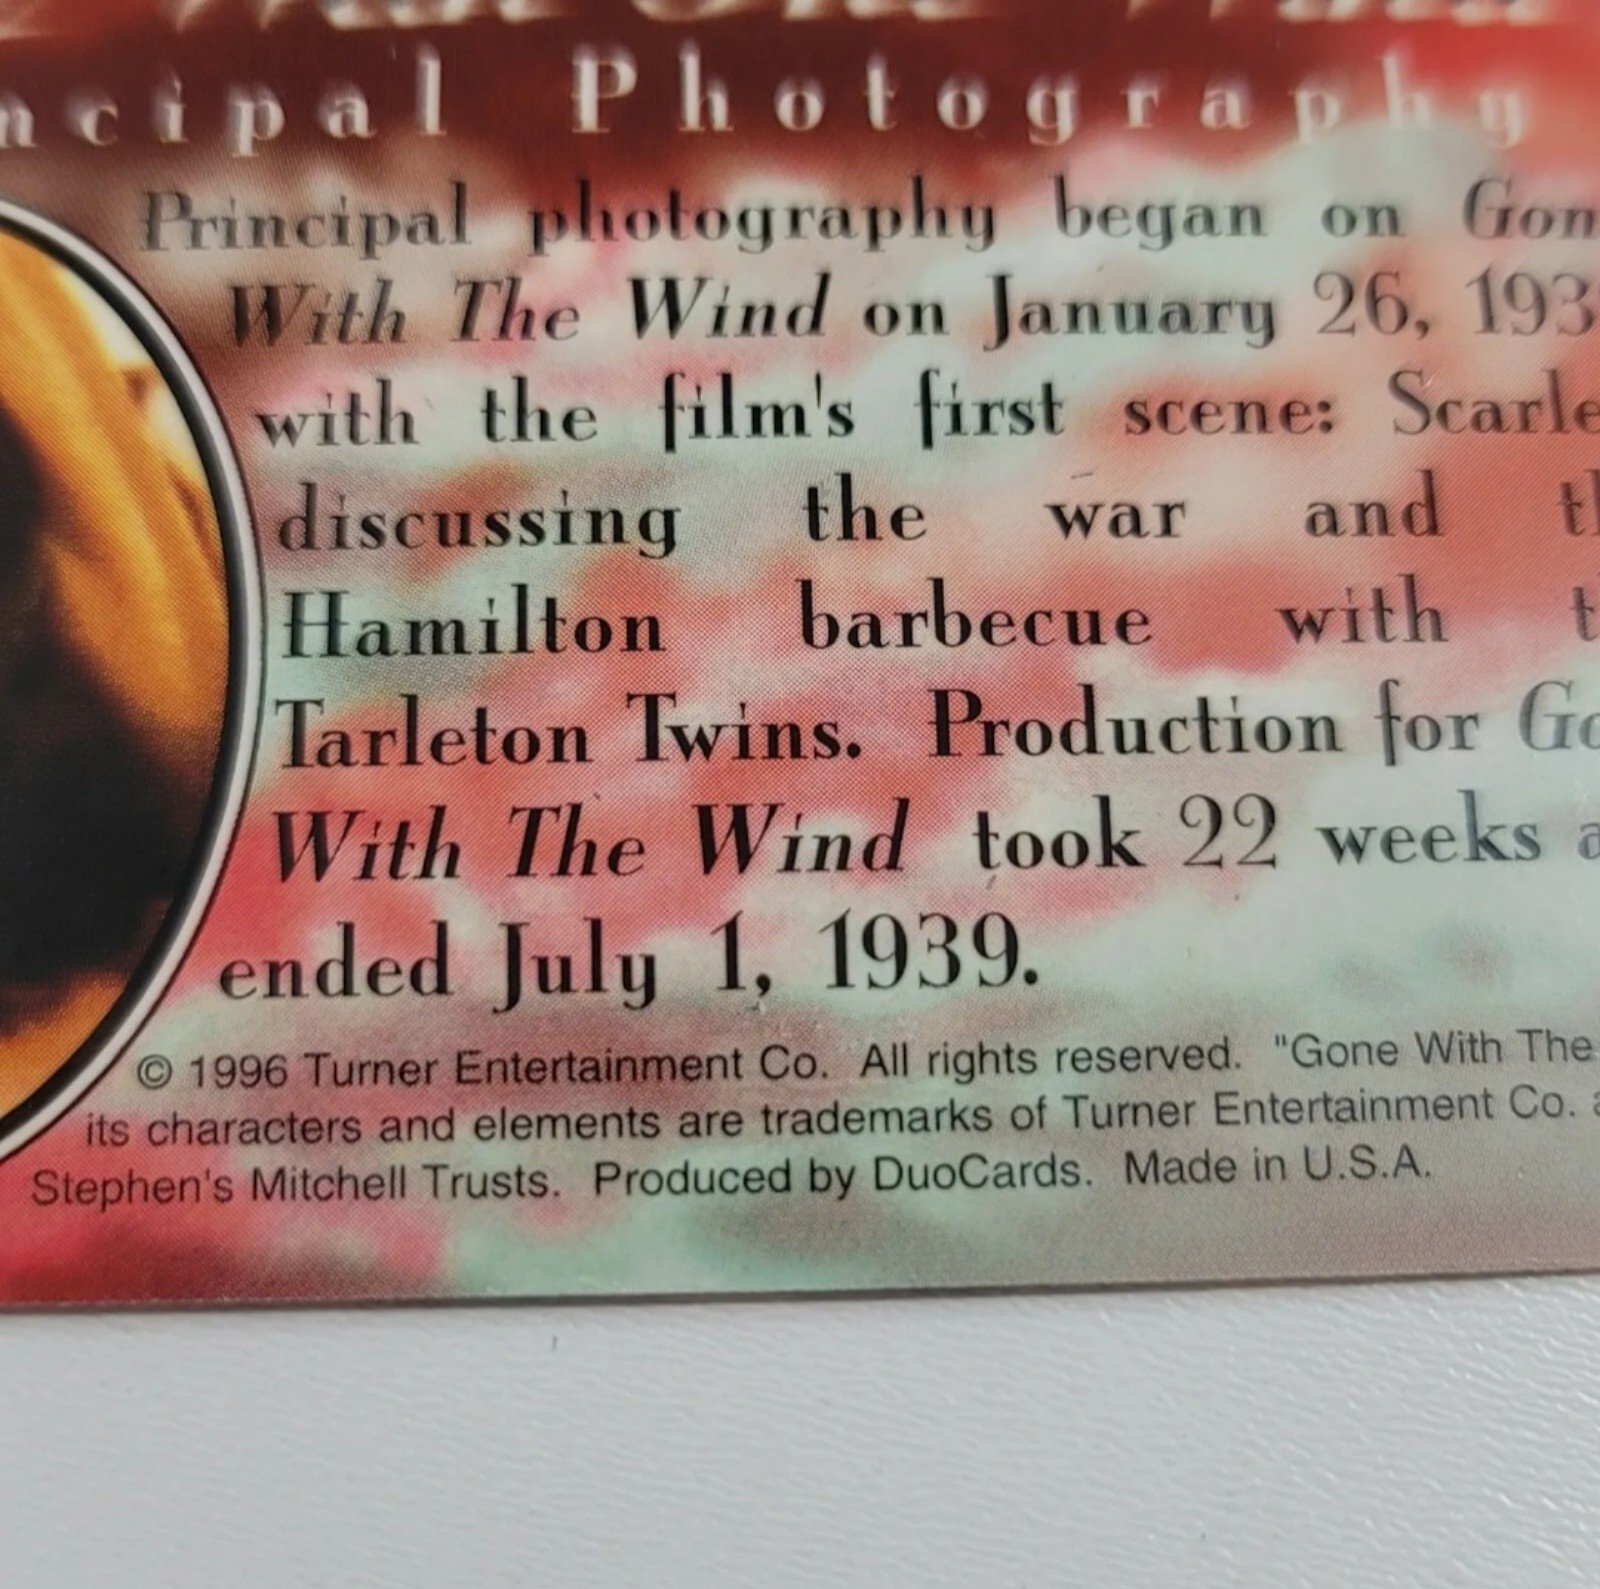 ncipal Photography
Principal photography began on Gon
With The Wind on January 26, 193
with the film's first scene: Scarle
discussing the war and th
Hamilton barbecue with t
Tarleton Twins. Production for Go
With The Wind took 22 weeks a
ended July 1, 1939.
© 1996 Turner Entertainment Co. All rights reserved. "Gone With The
its characters and elements are trademarks of Turner Entertainment Co. a
Stephen's Mitchell Trusts. Produced by DuoCards. Made in U.S.A.